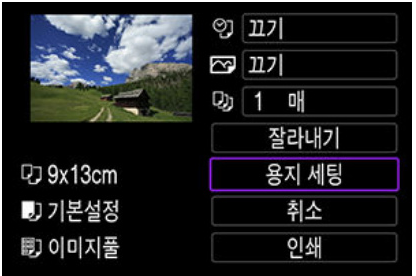 끄기
끄기
1 매
잘라내기
9x13cm
용지 세팅
기본설정
취소
이미지풀
인쇄